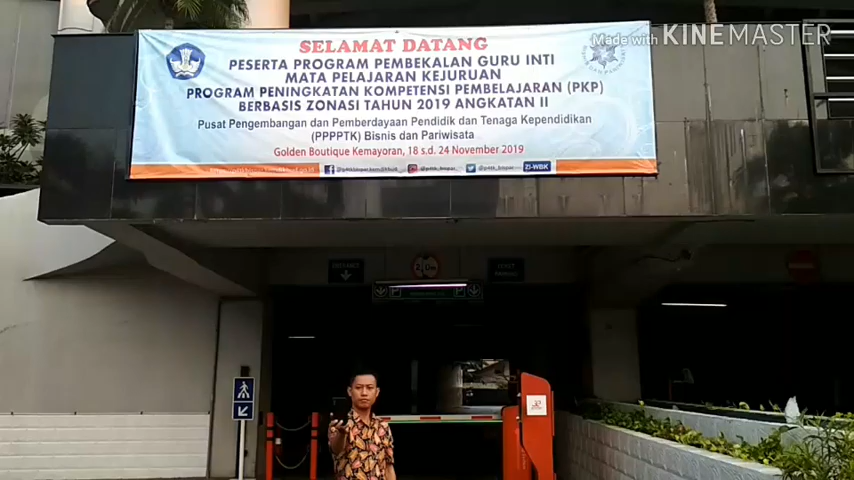 Made with KINEMASTER
SELAMAT DATANG
PESERTA PROGRAM PEMBEKALAN GURU INTI
MATA PELAJARAN KEJURUAN
PROGRAM PENINGKATAN KOMPETENSI PEMBELAJARAN (PKP)
BERBASIS ZONASI TAHUN 2019 ANGKATAN II
Pusat Pengembangan dan Pemberdayaan Pendidik dan Tenaga Kependidikan
(PPPPTK) Bisnis dan Pariwisata
Golden Boutique Kemayoran, 18 s.d. 24 November 2019
ZI-WBK